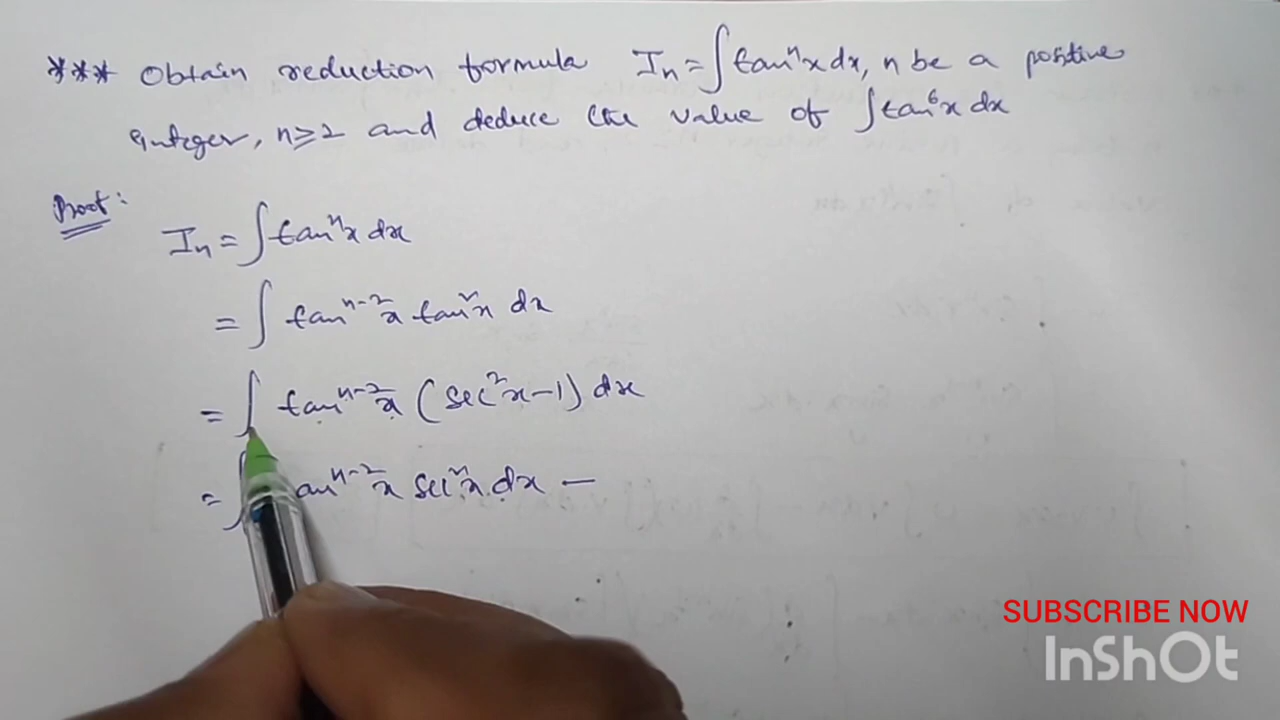 *** Obtain reduction formula Iₙ = ∫ tanⁿx dx, n be a positive
integer, n ≥ 2 and deduce the value of ∫ tan⁶x dx
Proof:
Iₙ = ∫ tanⁿx dx
= ∫ tanⁿ⁻²x tan²x dx
= ∫ tanⁿ⁻²x (sec²x-1) dx
= ∫ tanⁿ⁻²x sec²x dx —
SUBSCRIBE NOW
InShOt